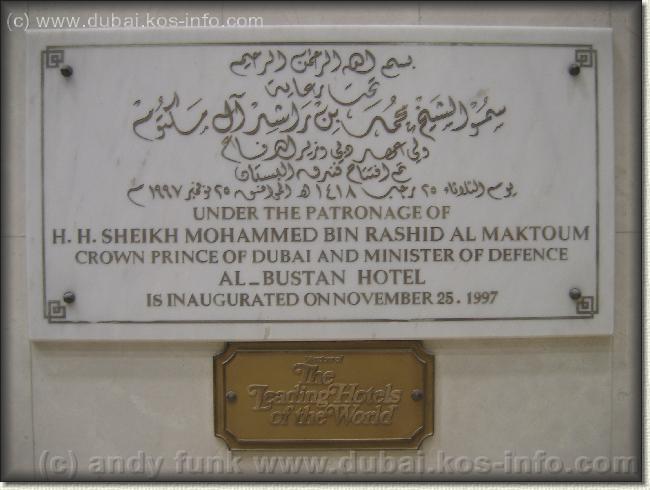 (c) www.dubai.kos-info.com
بسم الله الرحمن الرحيم
تحت رعاية
سمو الشيخ محمد بن راشد آل مكتوم
ولي عهد دبي وزير الدفاع
تم افتتاح فندق البستان
يوم الثلاثاء ٢٥ رجب ١٤١٨ هـ الموافق ٢٥ نوفمبر ١٩٩٧ م
UNDER THE PATRONAGE OF
H. H. SHEIKH MOHAMMED BIN RASHID AL MAKTOUM
CROWN PRINCE OF DUBAI AND MINISTER OF DEFENCE
AL_BUSTAN HOTEL
IS INAUGURATED ON NOVEMBER 25. 1997
Member of
The
Leading Hotels
of the World
(c) andy funk www.dubai.kos-info.com